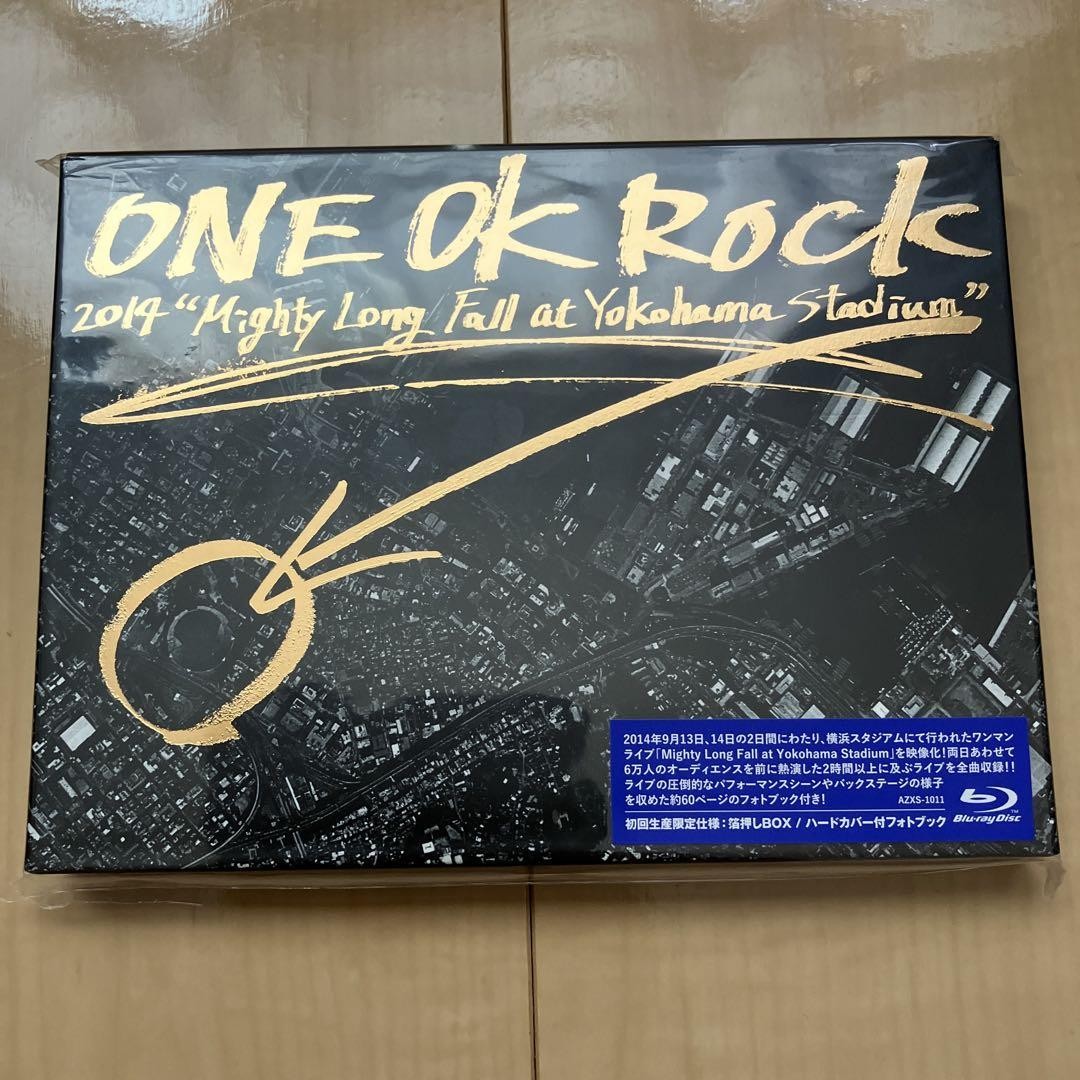 ONE OK ROCK
2014 “Mighty Long Fall at Yokohama Stadium”
2014年9月13日、14日の2日間にわたり、横浜スタジアムにて行われたワンマン
ライブ「Mighty Long Fall at Yokohama Stadium」を映像化!両日あわせて
6万人のオーディエンスを前に熱演した2時間以上に及ぶライブを全曲収録!!
ライブの圧倒的なパフォーマンスシーンやバックステージの様子
を収めた約60ページのフォトブック付き!
AZXS-1011
初回生産限定仕様:箔押しBOX / ハードカバー付フォトブック
Blu-ray Disc™